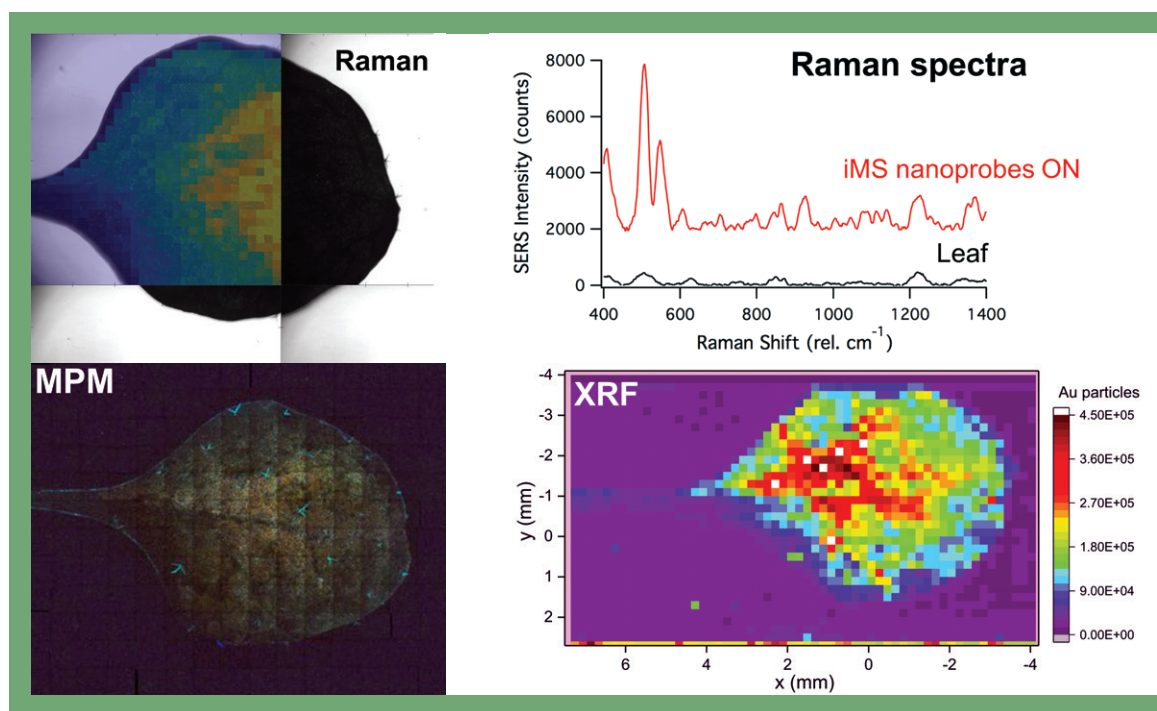 Raman
Raman spectra
SERS Intensity (counts)
8000
6000
4000
2000
0
iMS nanoprobes ON
Leaf
400
600
800
1000
1200
1400
Raman Shift (rel. cm⁻¹)
MPM
XRF
y (mm)
-4
-3
-2
-1
0
1
2
6
4
2
0
-2
-4
x (mm)
Au particles
4.50E+05
3.60E+05
2.70E+05
1.80E+05
9.00E+04
0.00E+00